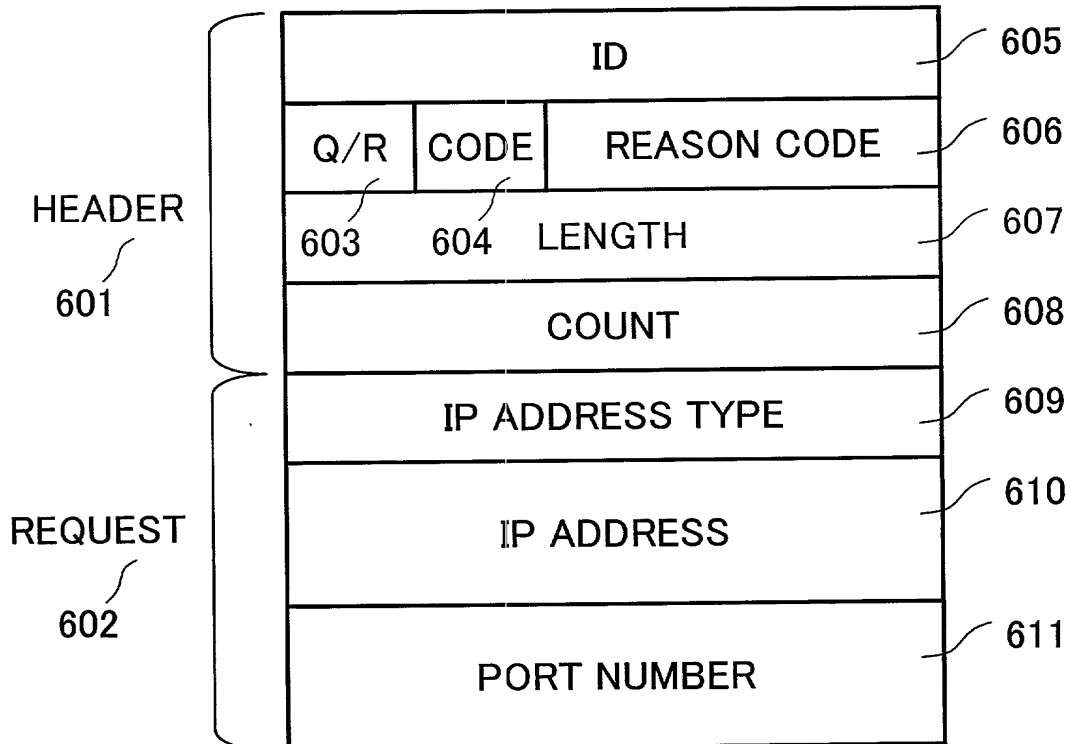 ID
605
Q/R
CODE
REASON CODE
606
HEADER
601
603
604
LENGTH
607
COUNT
608
IP ADDRESS TYPE
609
REQUEST
602
IP ADDRESS
610
PORT NUMBER
611